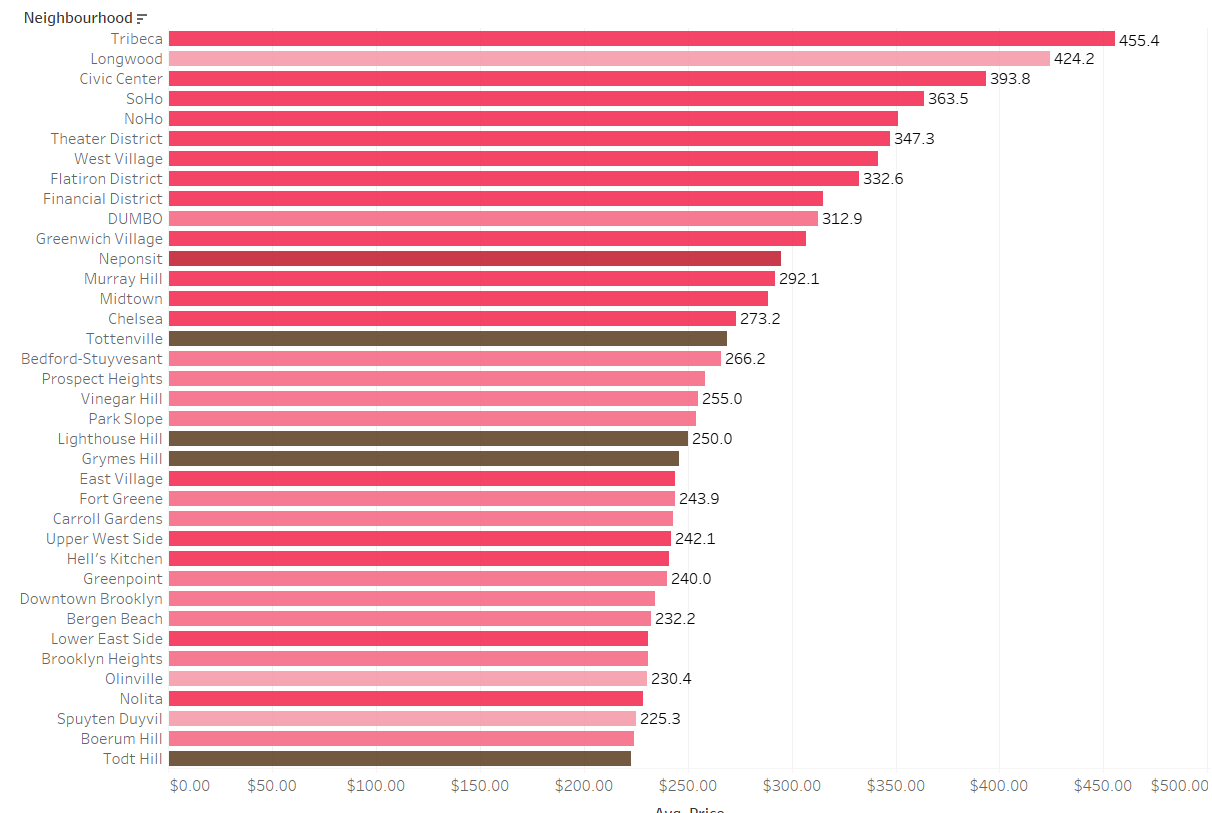 Neighbourhood
Tribeca 455.4
Longwood 424.2
Civic Center 393.8
SoHo 363.5
NoHo
Theater District 347.3
West Village
Flatiron District 332.6
Financial District
DUMBO 312.9
Greenwich Village
Neponsit
Murray Hill 292.1
Midtown
Chelsea 273.2
Tottenville
Bedford-Stuyvesant 266.2
Prospect Heights
Vinegar Hill 255.0
Park Slope
Lighthouse Hill 250.0
Grymes Hill
East Village
Fort Greene 243.9
Carroll Gardens
Upper West Side 242.1
Hell's Kitchen
Greenpoint 240.0
Downtown Brooklyn
Bergen Beach 232.2
Lower East Side
Brooklyn Heights
Olinville 230.4
Nolita
Spuyten Duyvil 225.3
Boerum Hill
Todt Hill
$0.00 $50.00 $100.00 $150.00 $200.00 $250.00 $300.00 $350.00 $400.00 $450.00 $500.00
Avg. Price